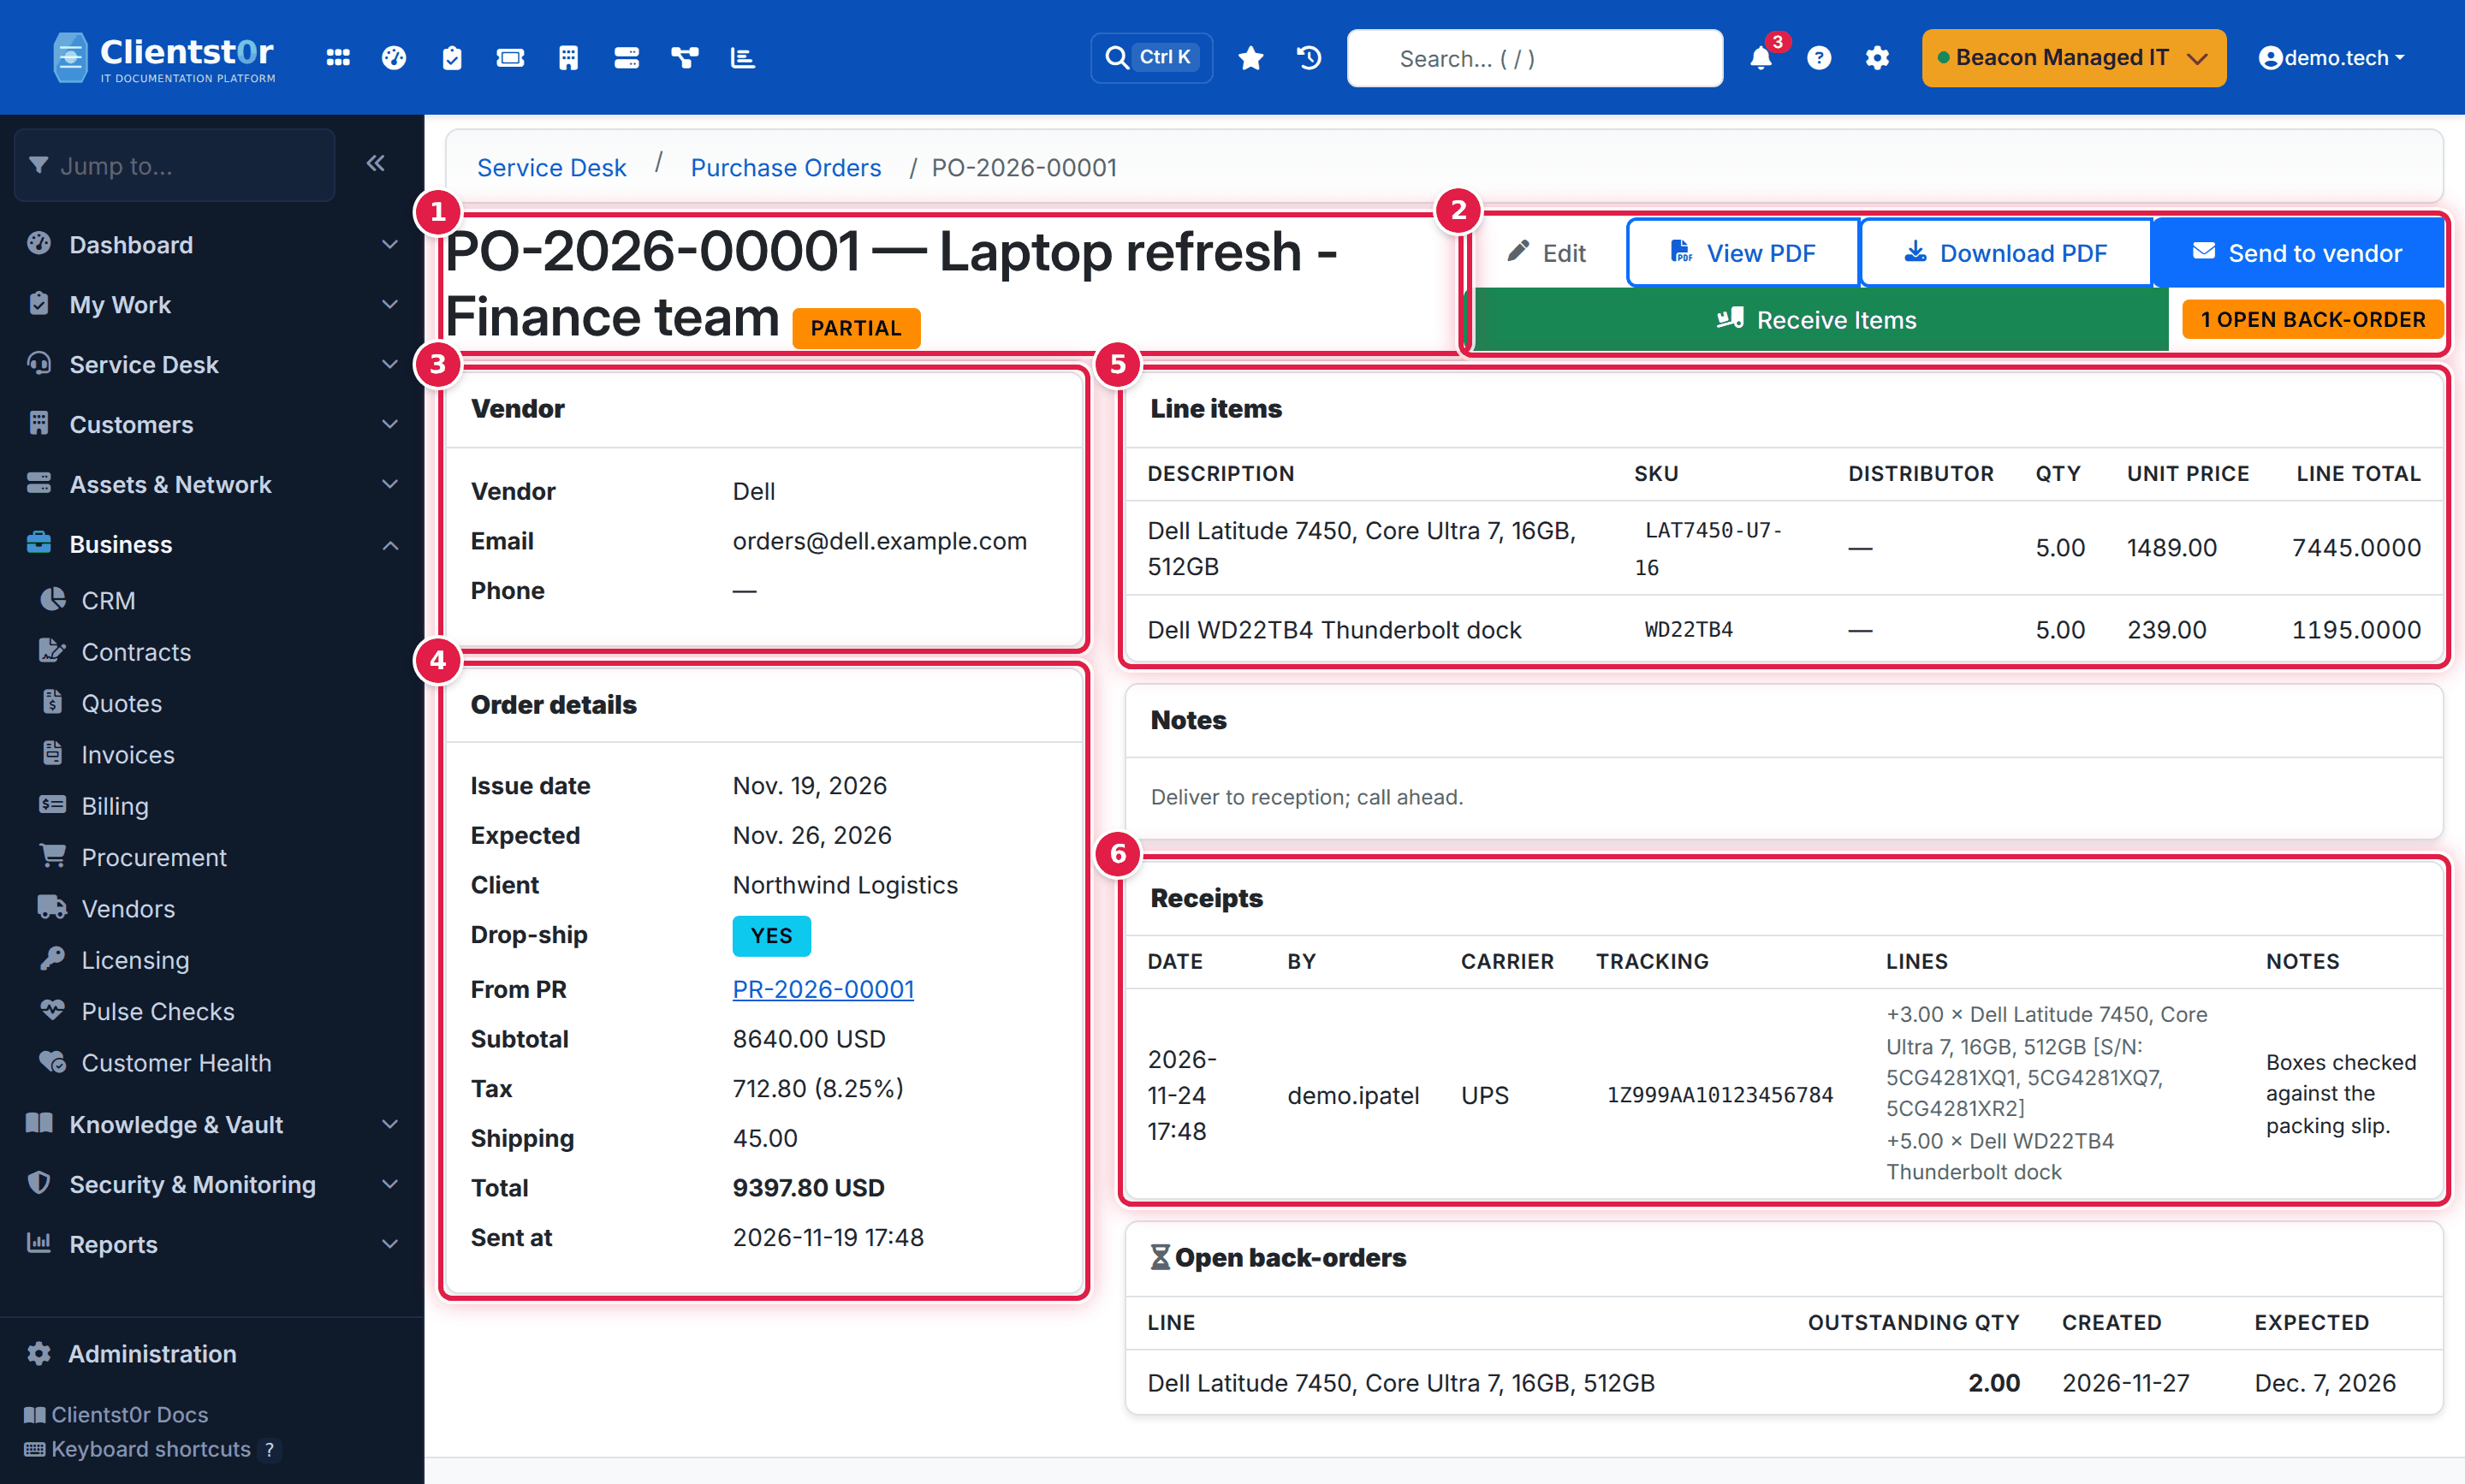 Clientst0r
IT DOCUMENTATION PLATFORM
Ctrl K
Search... ( / )
3
?
Beacon Managed IT
demo.tech
Jump to...
Dashboard
My Work
Service Desk
Customers
Assets & Network
Business
CRM
Contracts
Quotes
Invoices
Billing
Procurement
Vendors
Licensing
Pulse Checks
Customer Health
Knowledge & Vault
Security & Monitoring
Reports
Administration
Clientst0r Docs
Keyboard shortcuts ?
Service Desk / Purchase Orders / PO-2026-00001
1
PO-2026-00001 — Laptop refresh -
Finance team PARTIAL
2
Edit
View PDF
Download PDF
Send to vendor
Receive Items
1 OPEN BACK-ORDER
3
Vendor
Vendor Dell
Email orders@dell.example.com
Phone —
4
Order details
Issue date Nov. 19, 2026
Expected Nov. 26, 2026
Client Northwind Logistics
Drop-ship YES
From PR PR-2026-00001
Subtotal 8640.00 USD
Tax 712.80 (8.25%)
Shipping 45.00
Total 9397.80 USD
Sent at 2026-11-19 17:48
5
Line items
DESCRIPTION SKU DISTRIBUTOR QTY UNIT PRICE LINE TOTAL
Dell Latitude 7450, Core Ultra 7, 16GB,
512GB
LAT7450-U7-
16
— 5.00 1489.00 7445.0000
Dell WD22TB4 Thunderbolt dock WD22TB4 — 5.00 239.00 1195.0000
Notes
Deliver to reception; call ahead.
6
Receipts
DATE BY CARRIER TRACKING LINES NOTES
2026-
11-24
17:48
demo.ipatel
UPS
1Z999AA10123456784
+3.00 × Dell Latitude 7450, Core
Ultra 7, 16GB, 512GB [S/N:
5CG4281XQ1, 5CG4281XQ7,
5CG4281XR2]
+5.00 × Dell WD22TB4
Thunderbolt dock
Boxes checked
against the
packing slip.
Open back-orders
LINE OUTSTANDING QTY CREATED EXPECTED
Dell Latitude 7450, Core Ultra 7, 16GB, 512GB 2.00 2026-11-27 Dec. 7, 2026